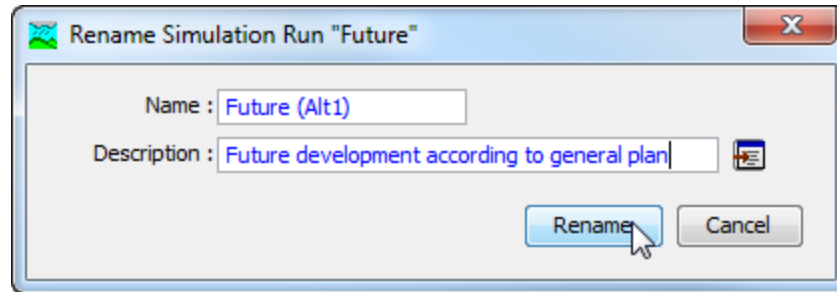 Rename Simulation Run "Future"
Name : Future (Alt1)
Description : Future development according to general plan
Rename Cancel